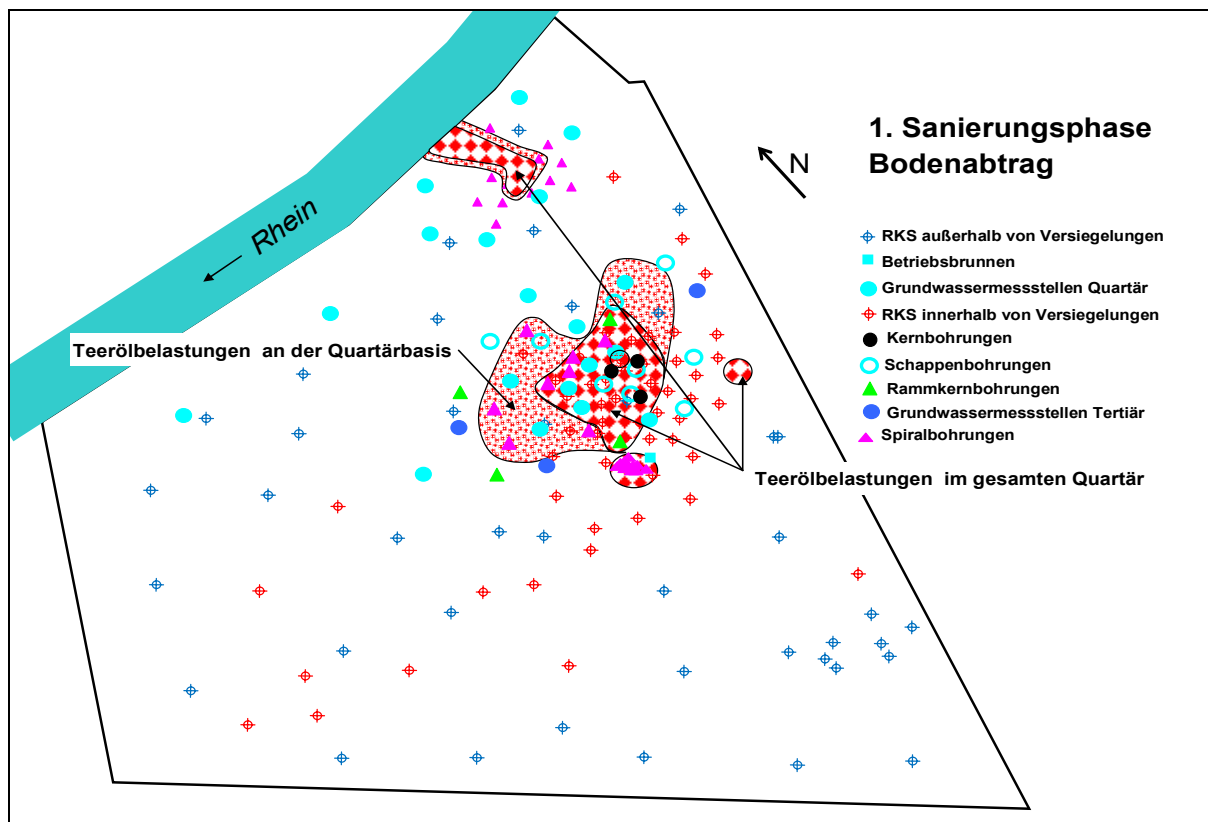 1. Sanierungsphase
Bodenabtrag
N
Rhein
RKS außerhalb von Versiegelungen
Betriebsbrunnen
Grundwassermessstellen Quartär
RKS innerhalb von Versiegelungen
Kernbohrungen
Schappenbohrungen
Rammkernbohrungen
Grundwassermessstellen Tertiär
Spiralbohrungen
Teerölbelastungen an der Quartärbasis
Teerölbelastungen im gesamten Quartär